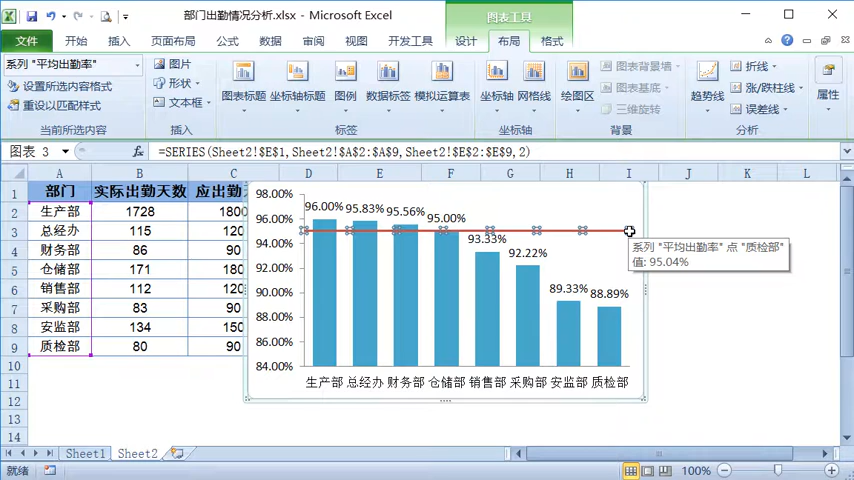 部门出勤情况分析.xlsx - Microsoft Excel
图表工具
文件 开始 插入 页面布局 公式 数据 审阅 视图 开发工具 设计 布局 格式
系列 "平均出勤率"
设置所选内容格式
重设以匹配样式
当前所选内容
图片
形状
文本框
插入
图表标题 坐标轴标题 图例 数据标签 模拟运算表
标签
坐标轴 网格线
坐标轴
绘图区
图表背景墙
图表基底
三维旋转
背景
趋势线
折线
涨/跌柱线
误差线
分析
属性
图表 3 fx =SERIES(Sheet2!$E$1,Sheet2!$A$2:$A$9,Sheet2!$E$2:$E$9,2)
A B C D E F G H I J K L
1 部门 实际出勤天数 应出勤
2 生产部 1728 1800
3 总经办 115 120
4 财务部 86 90
5 仓储部 171 180
6 销售部 112 120
7 采购部 83 90
8 安监部 134 150
9 质检部 80 90
10
11
12
13
14
98.00%
96.00%
94.00%
92.00%
90.00%
88.00%
86.00%
84.00%
96.00% 95.83% 95.56% 95.00% 93.33% 92.22% 89.33% 88.89%
生产部 总经办 财务部 仓储部 销售部 采购部 安监部 质检部
系列 "平均出勤率" 点 "质检部"
值: 95.04%
Sheet1 Sheet2
就绪 100%